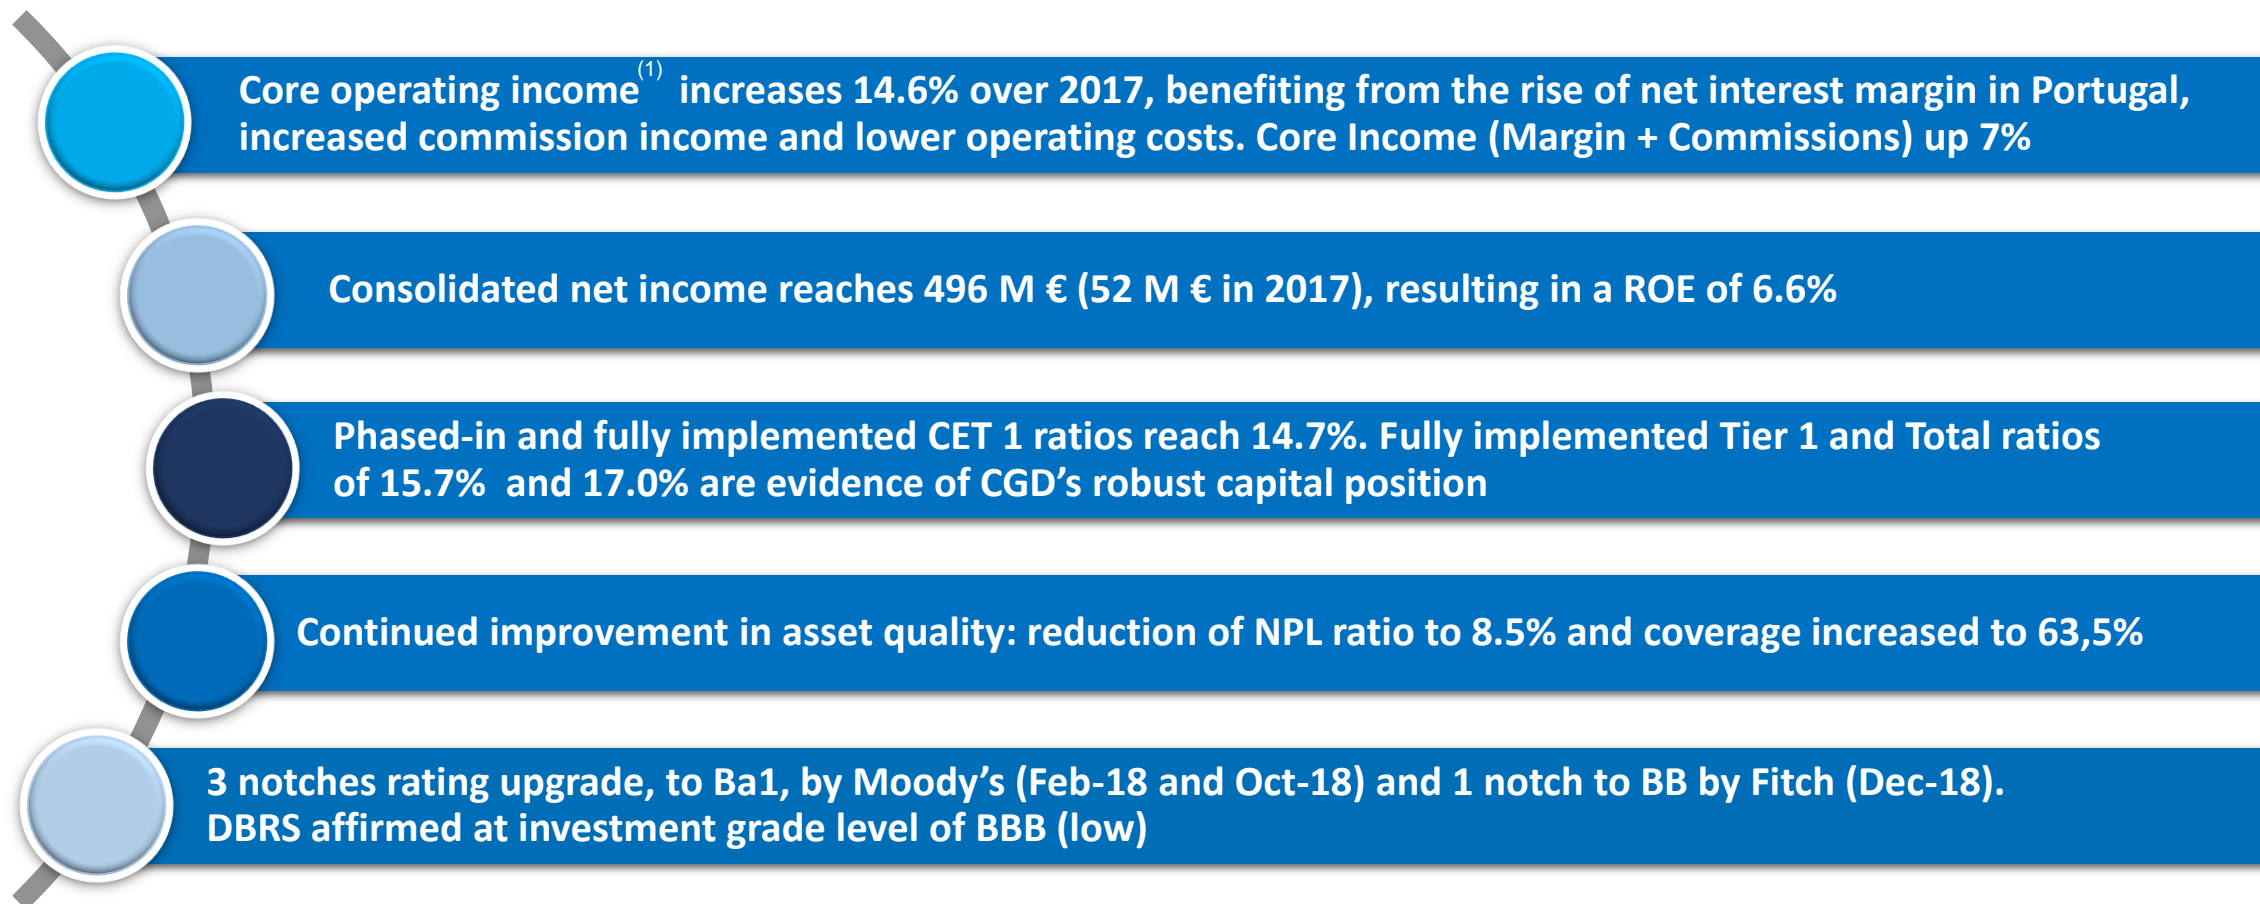 Core operating income(1) increases 14.6% over 2017, benefiting from the rise of net interest margin in Portugal,
increased commission income and lower operating costs. Core Income (Margin + Commissions) up 7%
Consolidated net income reaches 496 M € (52 M € in 2017), resulting in a ROE of 6.6%
Phased-in and fully implemented CET 1 ratios reach 14.7%. Fully implemented Tier 1 and Total ratios
of 15.7% and 17.0% are evidence of CGD’s robust capital position
Continued improvement in asset quality: reduction of NPL ratio to 8.5% and coverage increased to 63,5%
3 notches rating upgrade, to Ba1, by Moody’s (Feb-18 and Oct-18) and 1 notch to BB by Fitch (Dec-18).
DBRS affirmed at investment grade level of BBB (low)